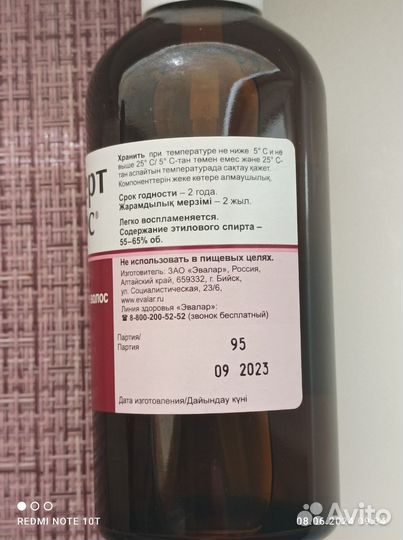 Хранить при температуре не ниже 5° С и не
выше 25° С/ 5° С-тан төмен емес және 25° С-
тан аспайтын температурада сақтау қажет.
Компоненттерін жеке көтере алмаушылық.
Срок годности – 2 года.
Жарамдылық мерзімі – 2 жыл.
рт
С®
Легко воспламеняется.
Содержание этилового спирта –
55–65% об.
Не использовать в пищевых целях.
Изготовитель: ЗАО «Эвалар», Россия,
Алтайский край, 659332, г. Бийск,
ул. Социалистическая, 23/6,
www.evalar.ru
волос
Линия здоровья «Эвалар»:
8-800-200-52-52 (звонок бесплатный)
Партия/
Партия
95
09 2023
Дата изготовления/Дайындау күні
REDMI NOTE 10T
Avito